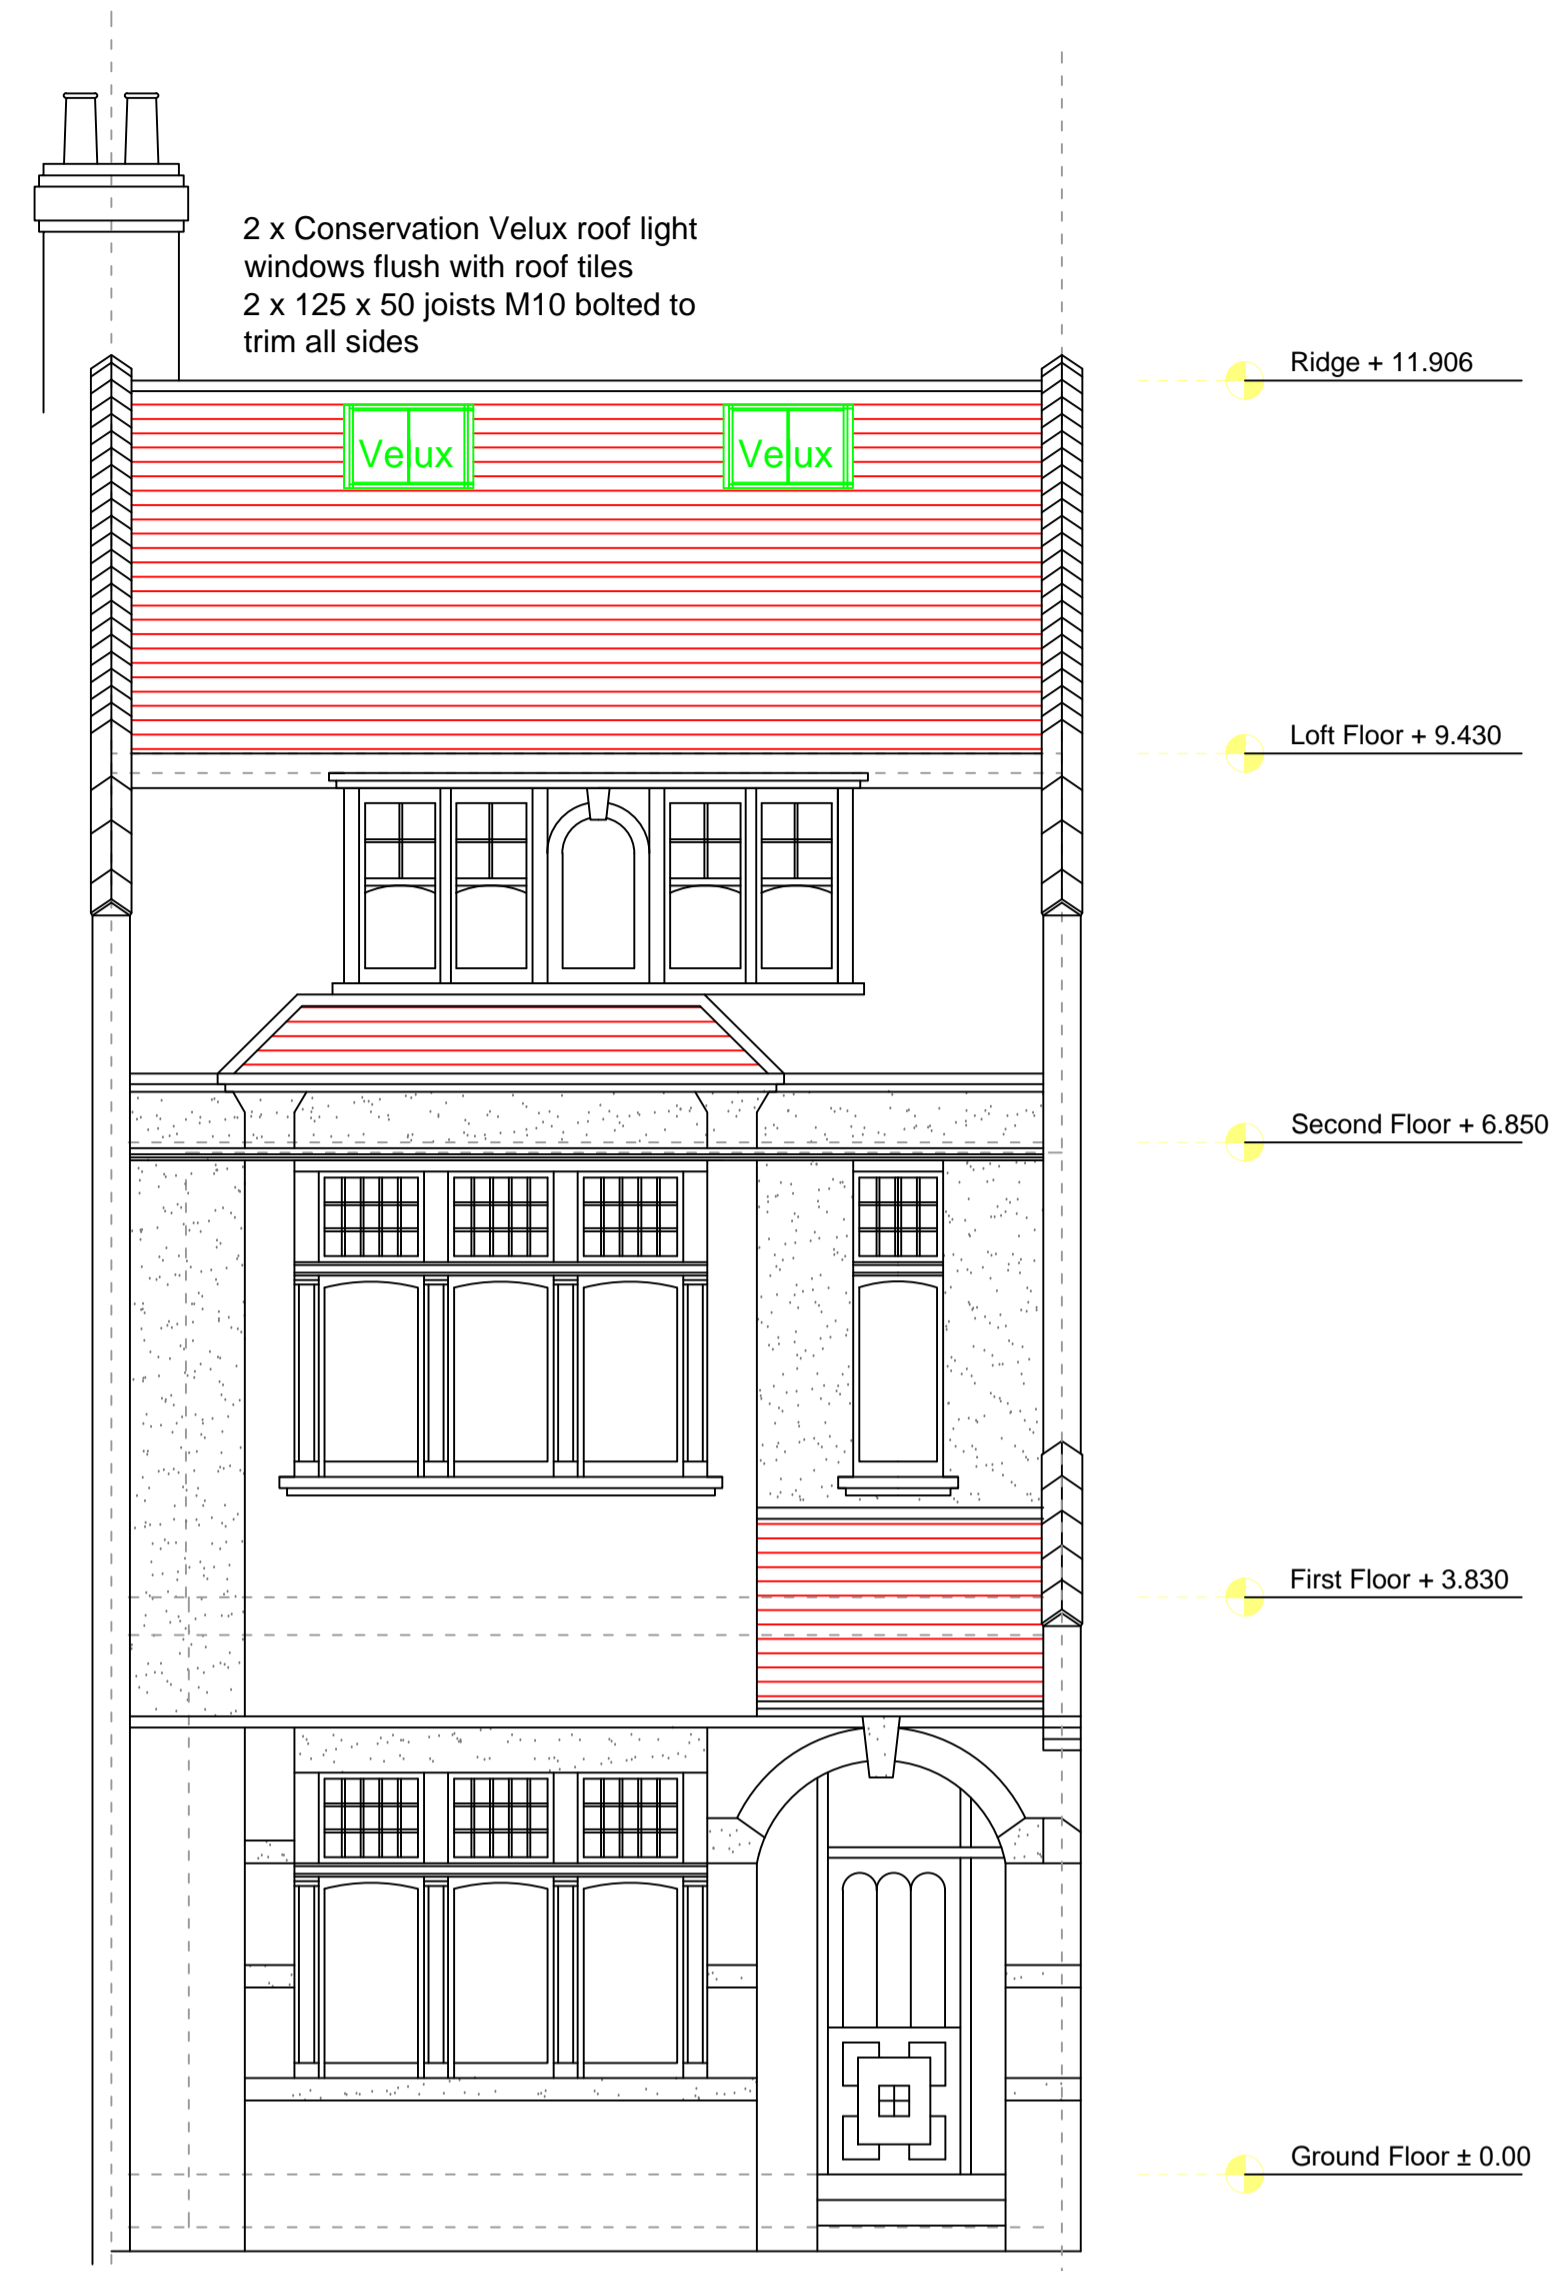 2 x Conservation Velux roof light
windows flush with roof tiles
2 x 125 x 50 joists M10 bolted to
trim all sides
Ridge + 11.906
Velux
Velux
Loft Floor + 9.430
Second Floor + 6.850
First Floor + 3.830
Ground Floor ± 0.00